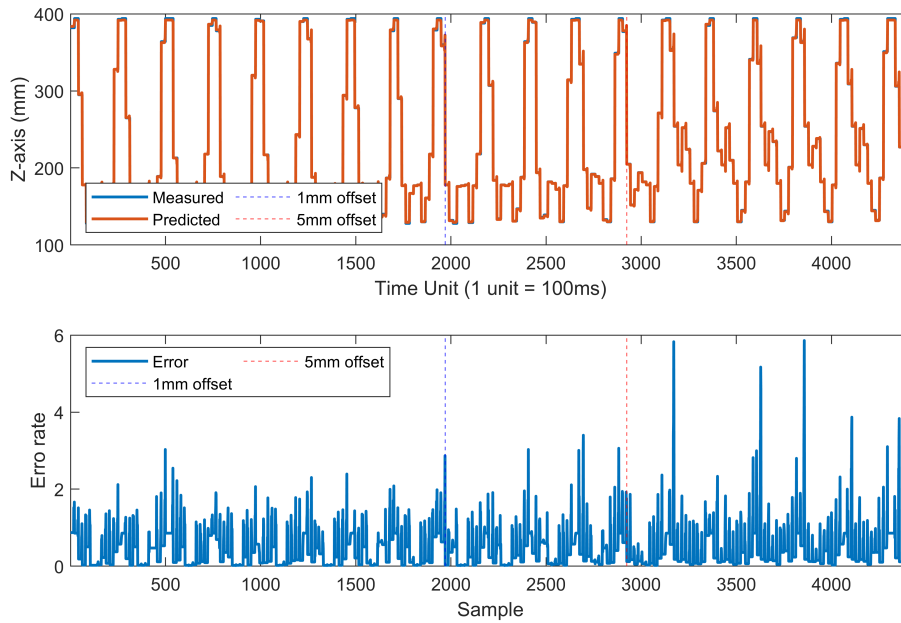 400
300
200
100
Z-axis (mm)
Measured
Predicted
1mm offset
5mm offset
500 1000 1500 2000 2500 3000 3500 4000
Time Unit (1 unit = 100ms)
6
4
2
0
Erro rate
Error
1mm offset
5mm offset
500 1000 1500 2000 2500 3000 3500 4000
Sample